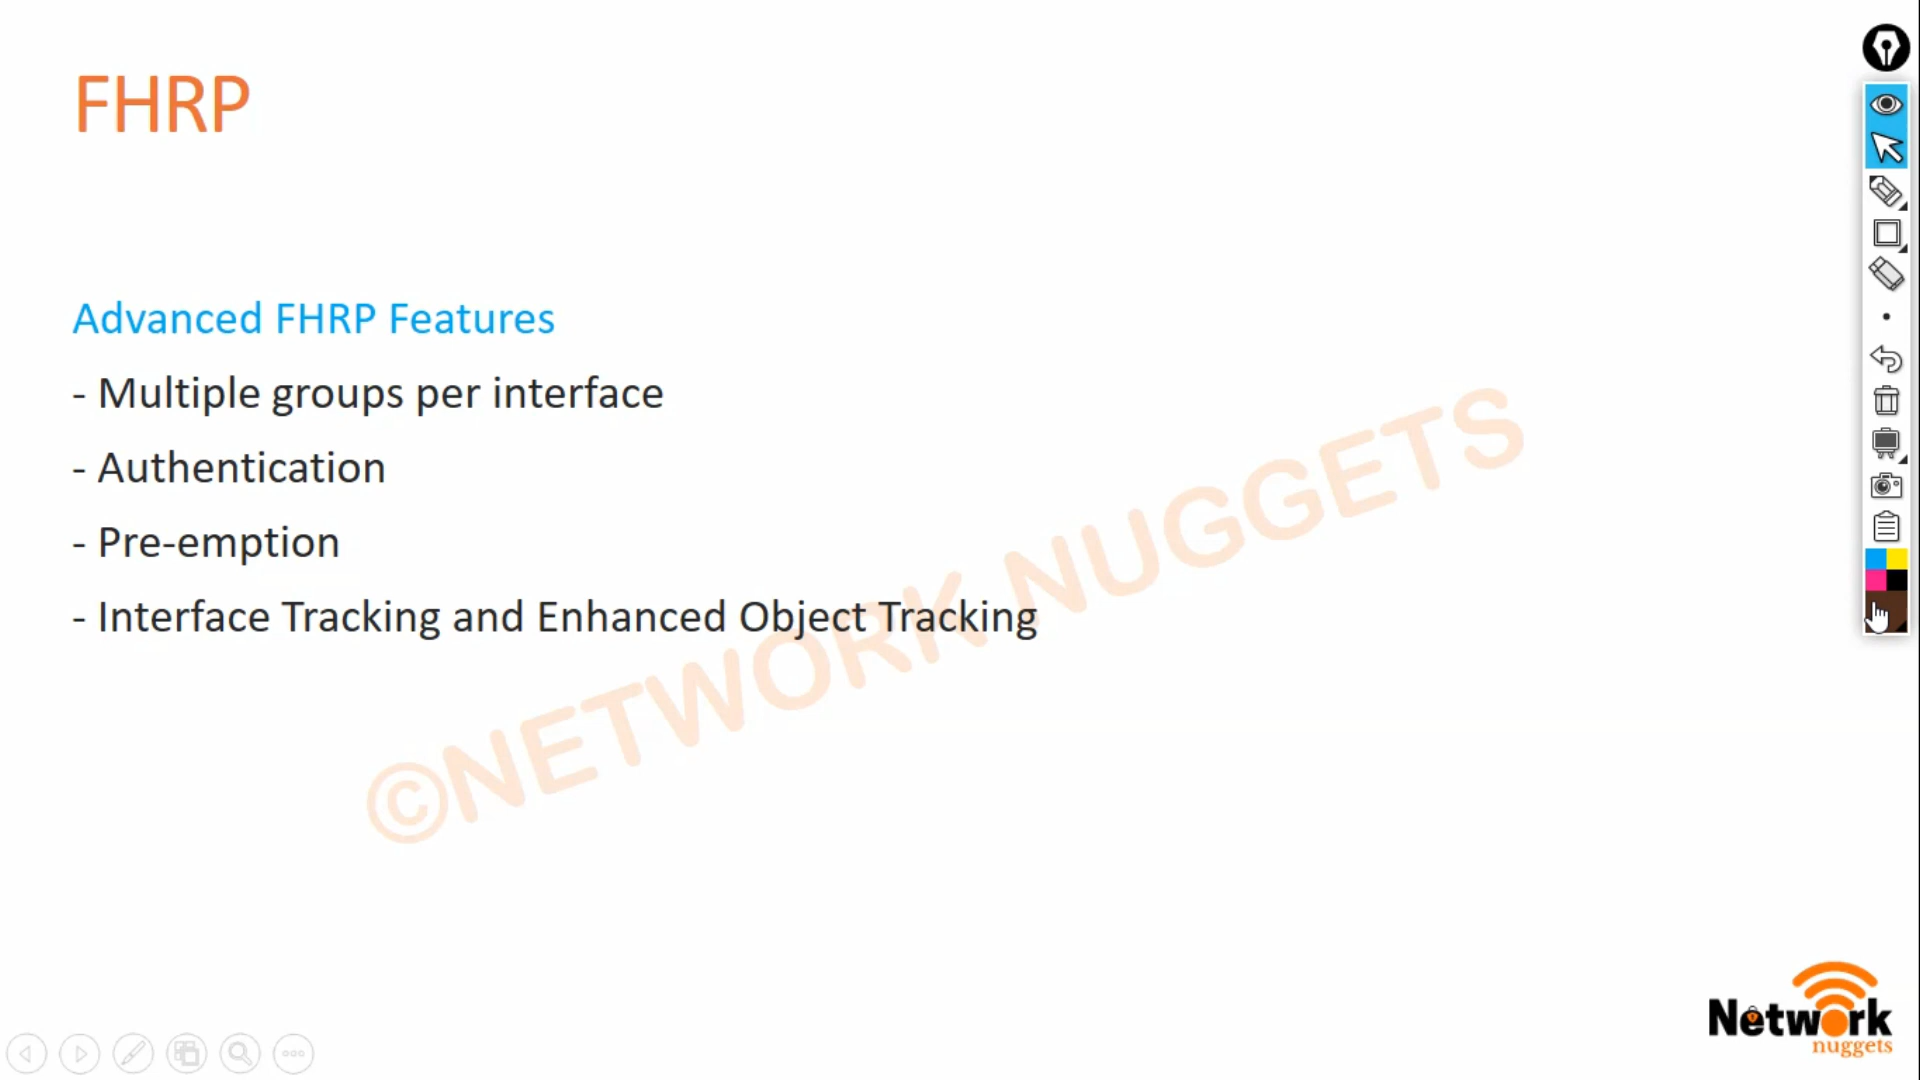 FHRP
Advanced FHRP Features
- Multiple groups per interface
- Authentication
- Pre-emption
- Interface Tracking and Enhanced Object Tracking
©NETWORK NUGGETS
Network
nuggets